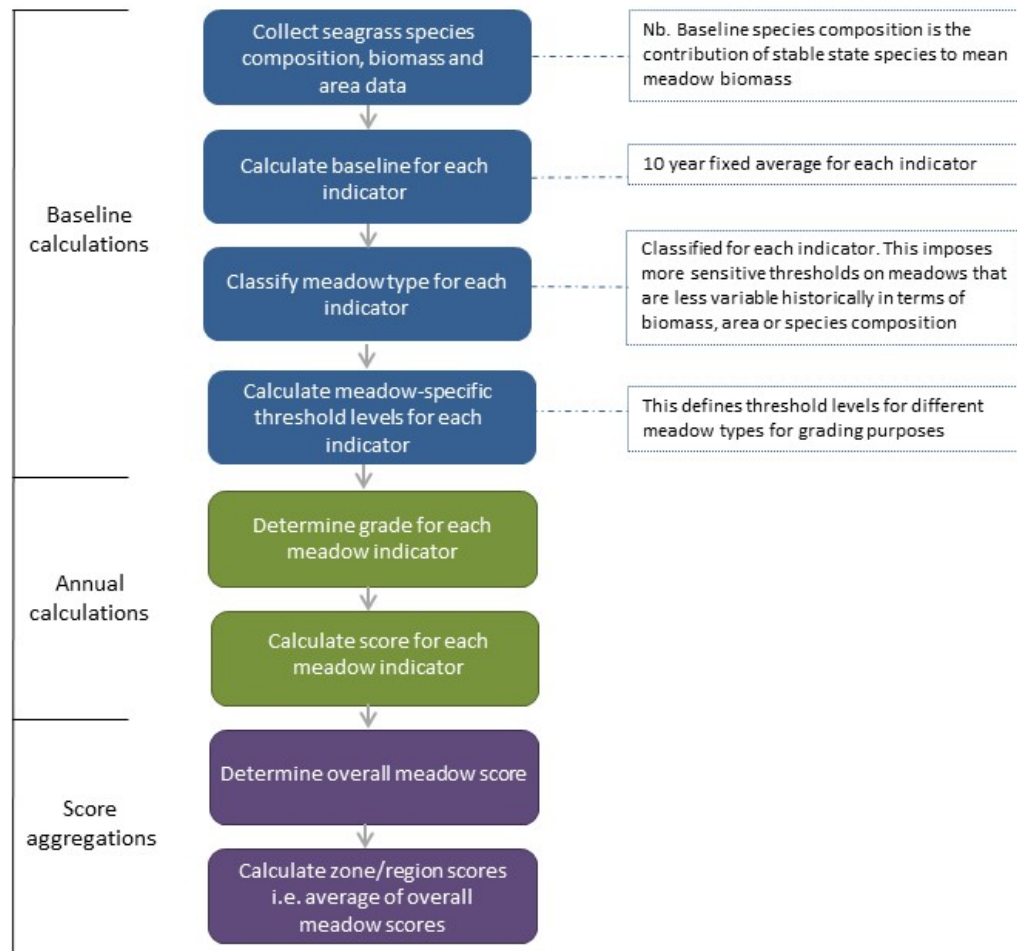 Collect seagrass species
composition, biomass and
area data
Nb. Baseline species composition is the
contribution of stable state species to mean
meadow biomass
Calculate baseline for each
indicator
10 year fixed average for each indicator
Baseline
calculations
Classify meadow type for each
indicator
Classified for each indicator. This imposes
more sensitive thresholds on meadows that
are less variable historically in terms of
biomass, area or species composition
Calculate meadow-specific
threshold levels for each
indicator
This defines threshold levels for different
meadow types for grading purposes
Annual
calculations
Determine grade for each
meadow indicator
Calculate score for each
meadow indicator
Score
aggregations
Determine overall meadow score
Calculate zone/region scores
i.e. average of overall
meadow scores